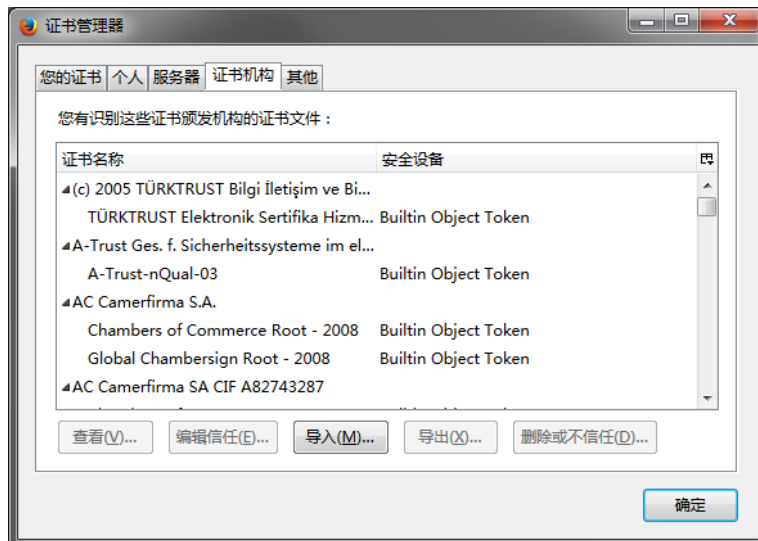 证书管理器
您的证书 个人 服务器 证书机构 其他
您有识别这些证书颁发机构的证书文件：
证书名称 安全设备
(c) 2005 TÜRKTRUST Bilgi İletişim ve Bi...
TÜRKTRUST Elektronik Sertifika Hizm... Builtin Object Token
A-Trust Ges. f. Sicherheitssysteme im el...
A-Trust-nQual-03 Builtin Object Token
AC Camerfirma S.A.
Chambers of Commerce Root - 2008 Builtin Object Token
Global Chambersign Root - 2008 Builtin Object Token
AC Camerfirma SA CIF A82743287
查看(V)... 编辑信任(E)... 导入(M)... 导出(X)... 删除或不信任(D)...
确定